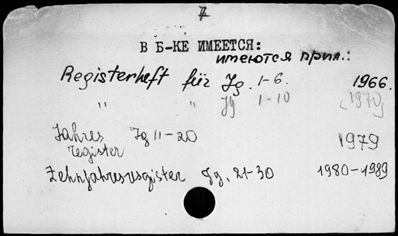 7
В Б-КЕ ИМЕЕТСЯ:
имеются прил.:
Registerheft für Jg. 1-6. 1966.
" " Jg 1-10 (1970)
Jahres Jg 11-20 1979
register
Zehnjahresregister Jg. 21-30 1980-1989